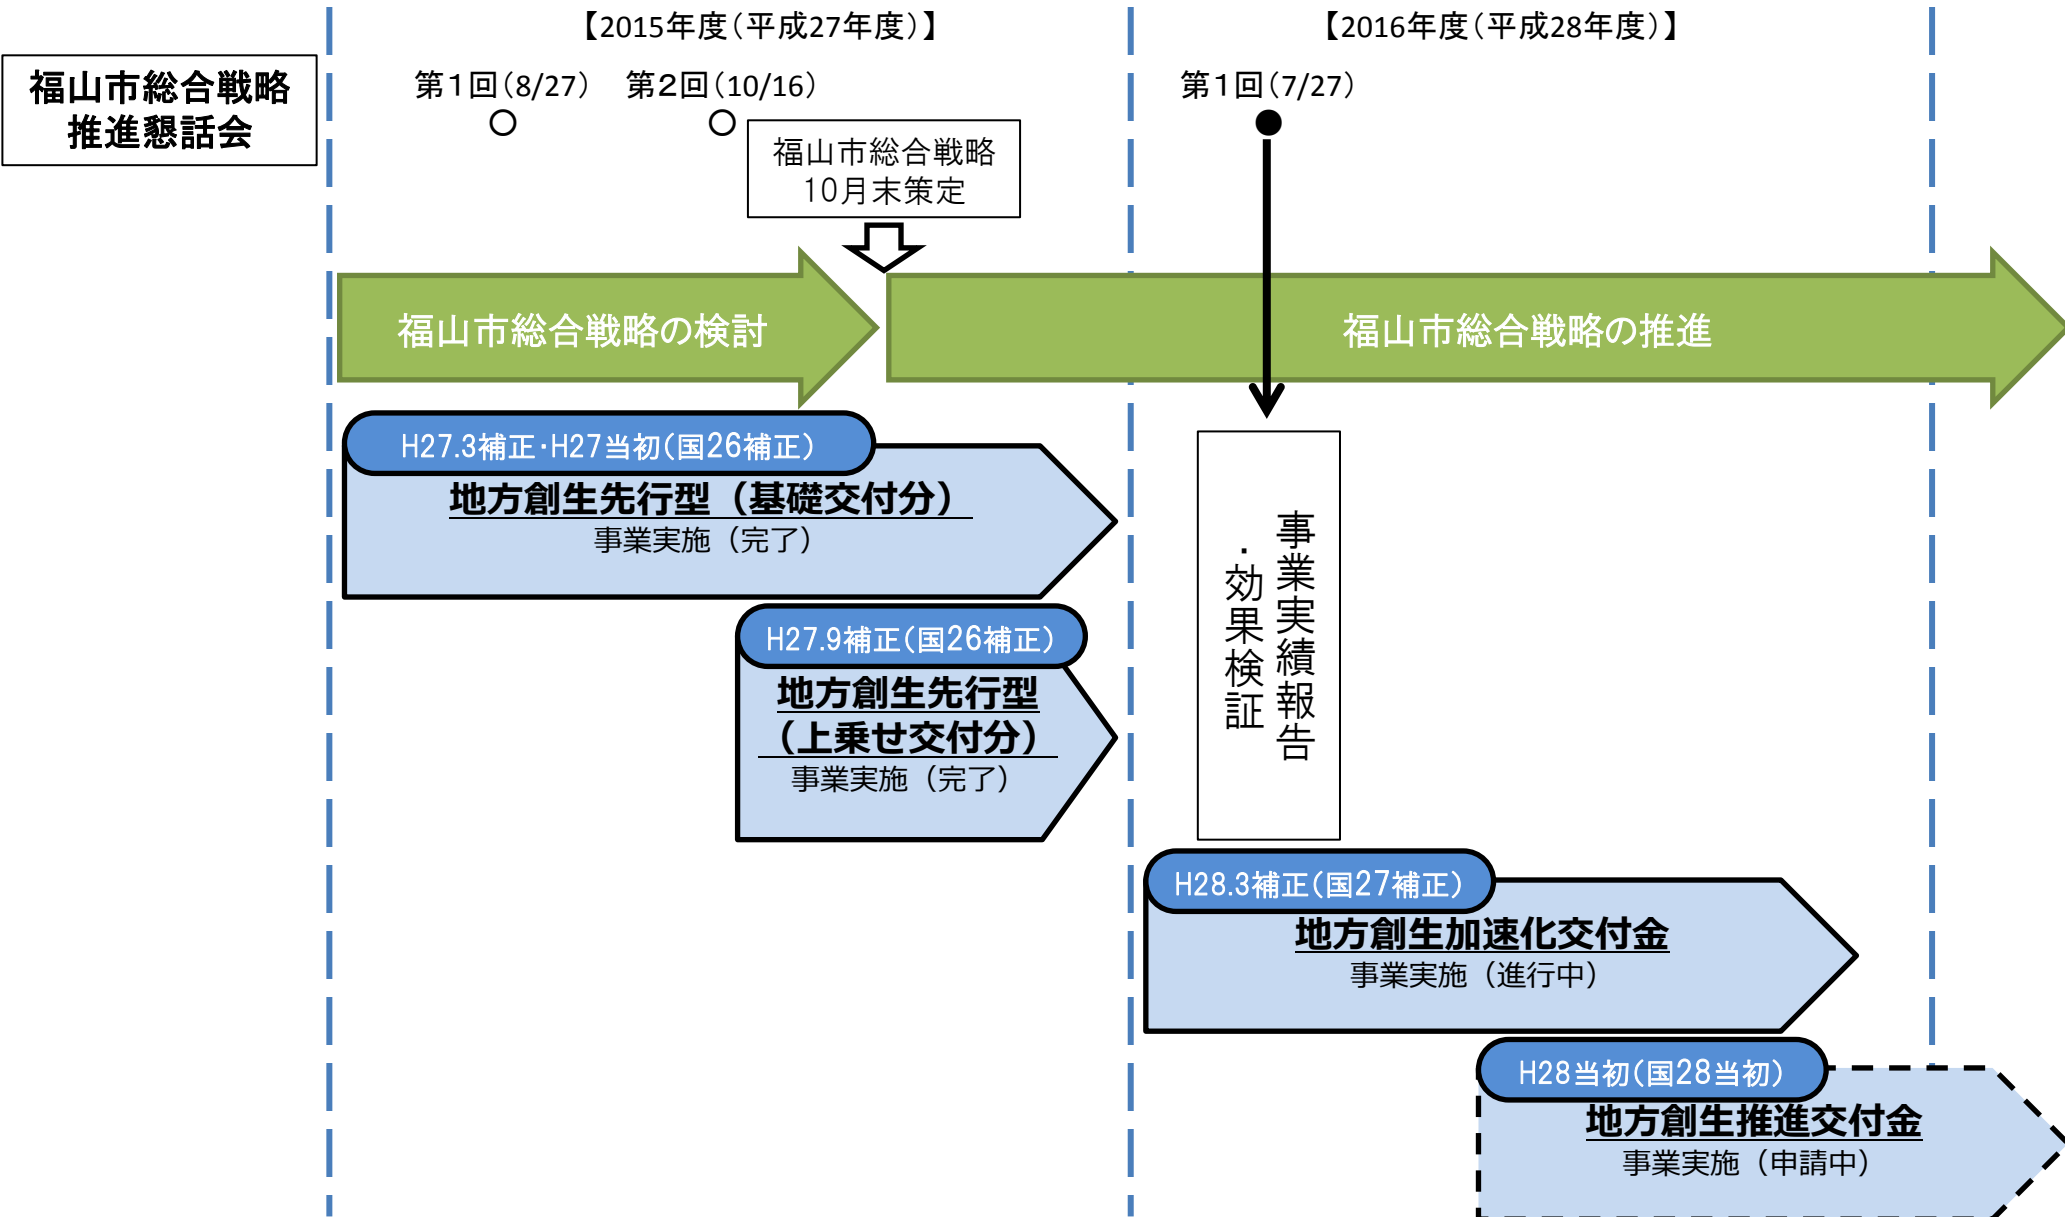 【2015年度（平成27年度）】
【2016年度（平成28年度）】
福山市総合戦略
推進懇話会
第１回（8/27）
第２回（10/16）
第１回（7/27）
福山市総合戦略
10月末策定
福山市総合戦略の検討
福山市総合戦略の推進
H27.3補正・H27当初（国26補正）
地方創生先行型（基礎交付分）
事業実施（完了）
H27.9補正（国26補正）
地方創生先行型
（上乗せ交付分）
事業実施（完了）
事業実績報告
・効果検証
H28.3補正（国27補正）
地方創生加速化交付金
事業実施（進行中）
H28当初（国28当初）
地方創生推進交付金
事業実施（申請中）